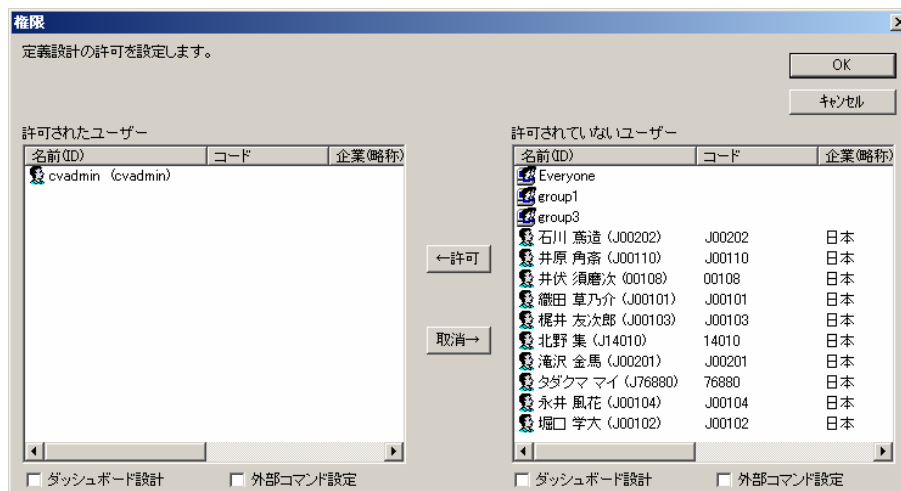 権限
定義設計の許可を設定します。
OK
キャンセル
許可されたユーザー
名前(ID) コード 企業(略称)
cvadmin (cvadmin)
←許可
取消→
許可されていないユーザー
名前(ID) コード 企業(略称)
Everyone
group1
group3
石川 蔦造 (J00202) J00202 日本
井原 角斎 (J00110) J00110 日本
井伏 須磨次 (00108) 00108 日本
織田 草乃介 (J00101) J00101 日本
梶井 友次郎 (J00103) J00103 日本
北野 集 (J14010) 14010 日本
滝沢 金馬 (J00201) J00201 日本
タダクマ マイ (J76880) 76880 日本
永井 風花 (J00104) J00104 日本
堀口 学大 (J00102) J00102 日本
ダッシュボード設計 外部コマンド設定
ダッシュボード設計 外部コマンド設定